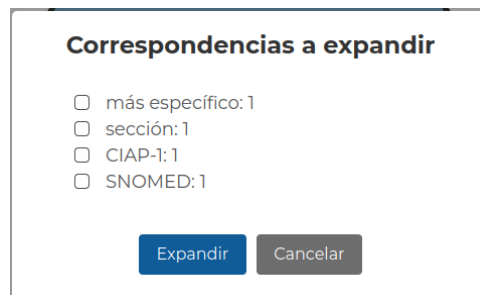 Correspondencias a expandir
más específico: 1
sección: 1
CIAP-1: 1
SNOMED: 1
Expandir Cancelar